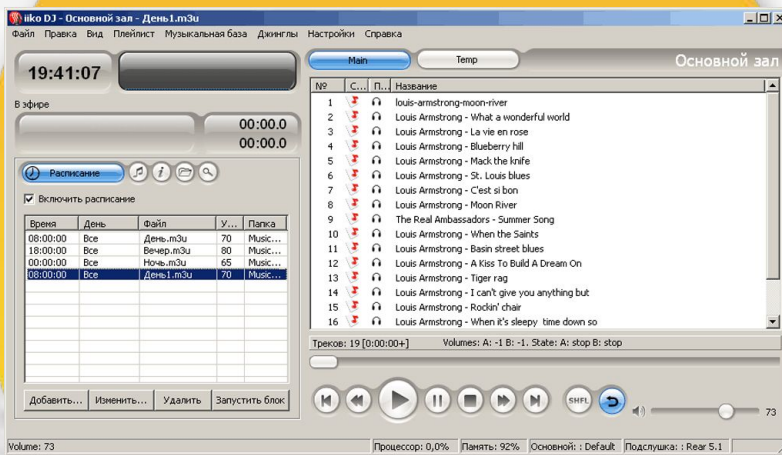 iiko DJ - Основной зал - День1.m3u
Файл Правка Вид Плейлист Музыкальная база Джинглы Настройки Справка
19:41:07
В эфире
00:00.0
00:00.0
Расписание
Включить расписание
Время День Файл У... Папка
08:00:00 Все День.m3u 70 Music...
18:00:00 Все Вечер.m3u 80 Music...
00:00:00 Все Ночь.m3u 65 Music...
08:00:00 Все День1.m3u 70 Music...
Добавить... Изменить... Удалить Запустить блок
Main Temp Основной зал
№ С... П... Название
1 louis-armstrong-moon-river
2 Louis Armstrong - What a wonderful world
3 Louis Armstrong - La vie en rose
4 Louis Armstrong - Blueberry hill
5 Louis Armstrong - Mack the knife
6 Louis Armstrong - St. Louis blues
7 Louis Armstrong - C'est si bon
8 Louis Armstrong - Moon River
9 The Real Ambassadors - Summer Song
10 Louis Armstrong - When the Saints
11 Louis Armstrong - Basin street blues
12 Louis Armstrong - A Kiss To Build A Dream On
13 Louis Armstrong - Tiger rag
14 Louis Armstrong - I can't give you anything but
15 Louis Armstrong - Rockin' chair
16 Louis Armstrong - When it's sleepy time down so
Треков: 19 [0:00:00+] Volumes: A: -1 B: -1. State: A: stop B: stop
SHFL
73
Volume: 73 Процессор: 0,0% Память: 92% Основной: : Default Подслушка: : Rear 5.1